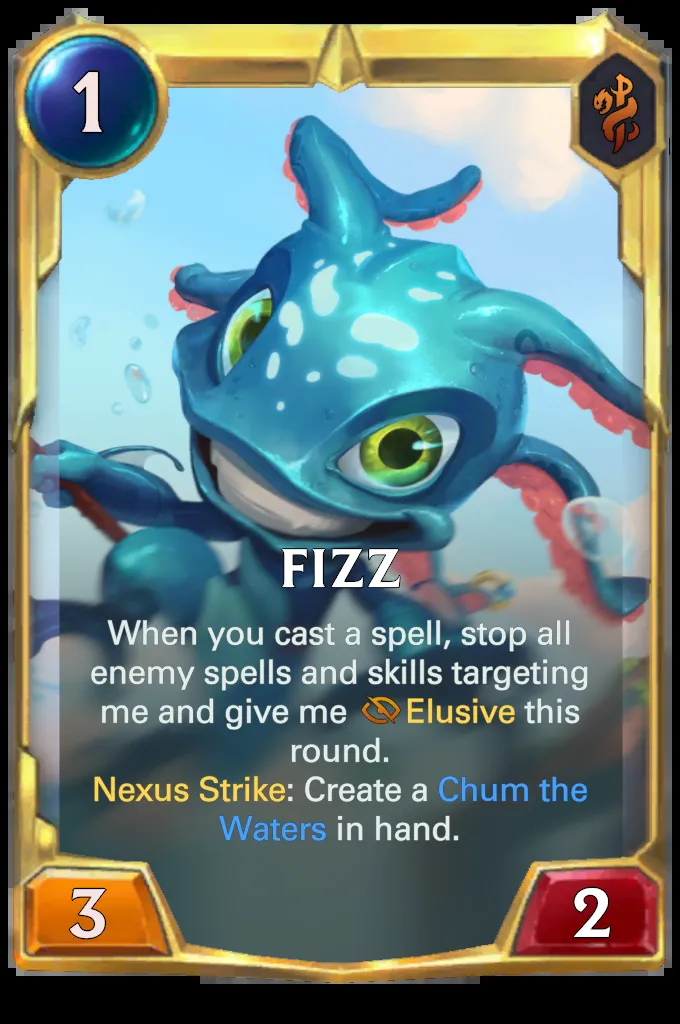 1
FIZZ
When you cast a spell, stop all
enemy spells and skills targeting
me and give me Elusive this
round.
Nexus Strike: Create a Chum the
Waters in hand.
3
2